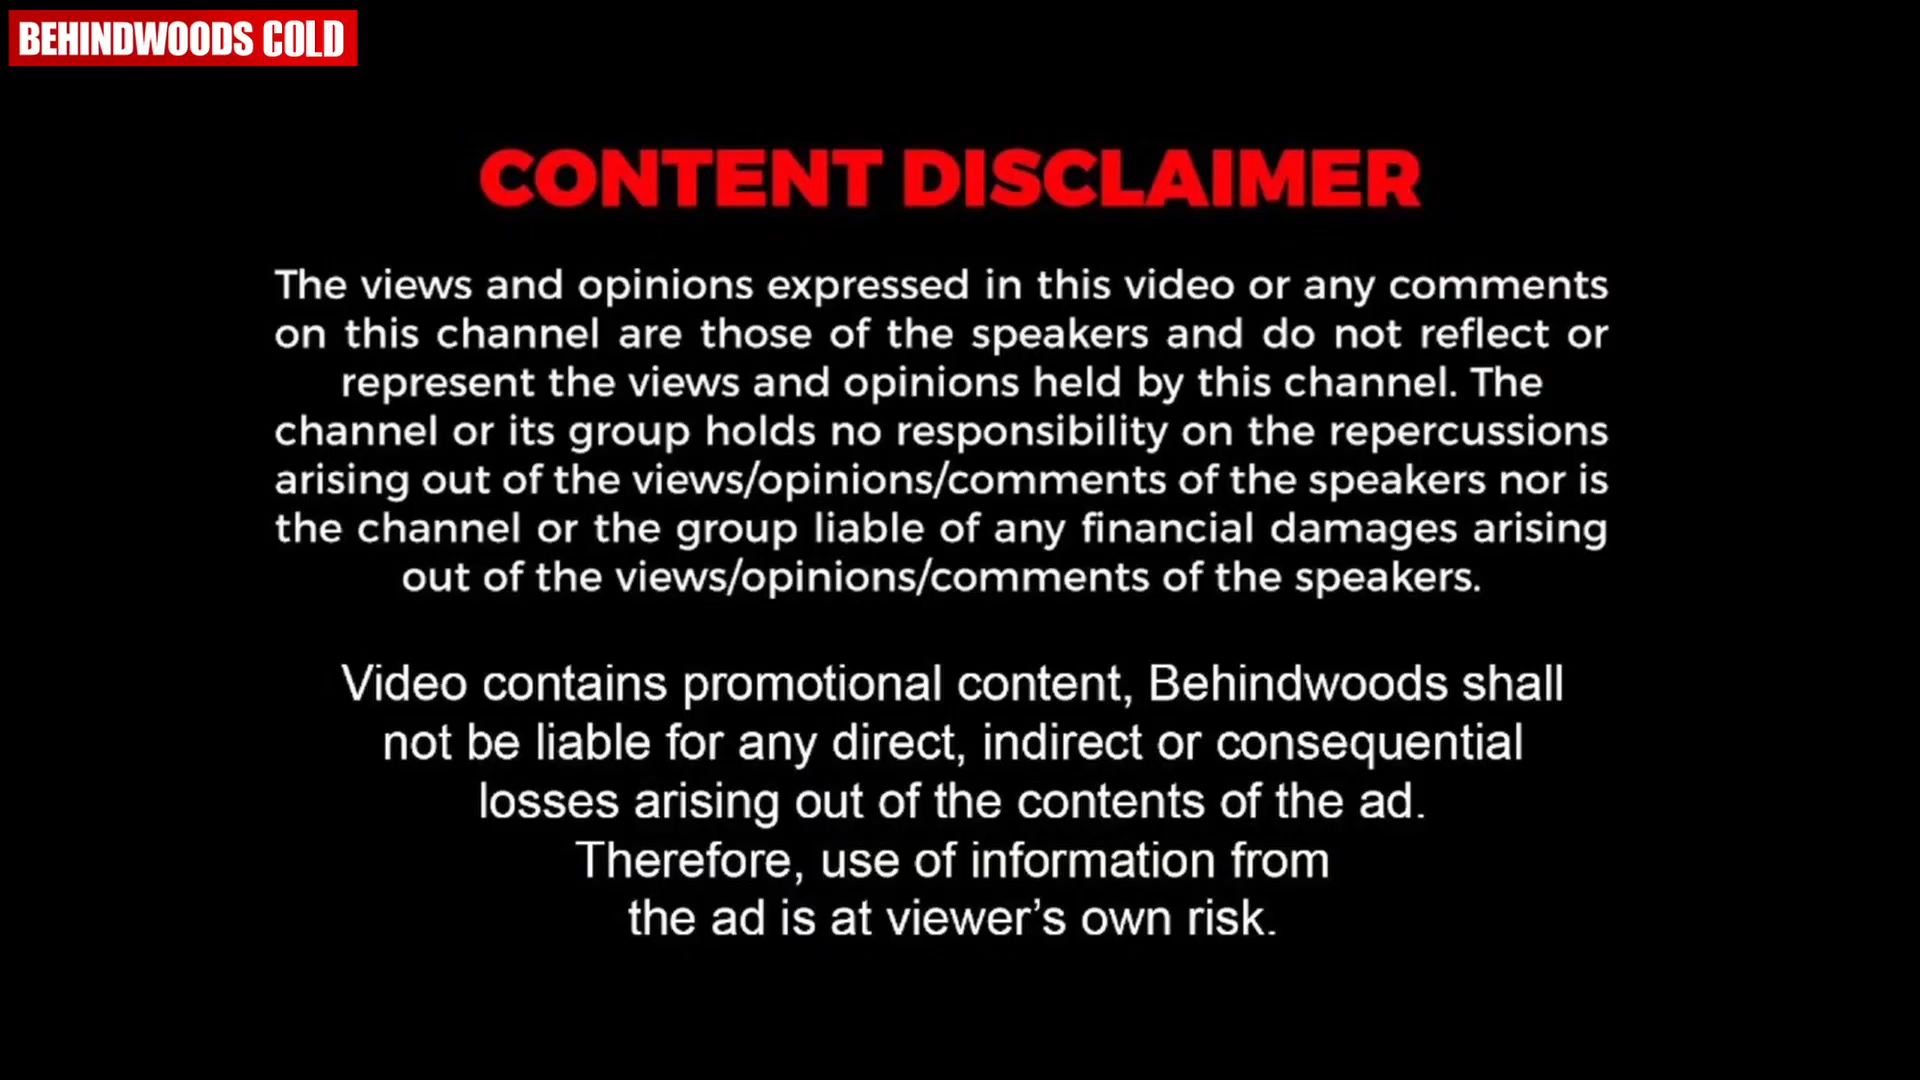 BEHINDWOODS COLD
CONTENT DISCLAIMER
The views and opinions expressed in this video or any comments
on this channel are those of the speakers and do not reflect or
represent the views and opinions held by this channel. The
channel or its group holds no responsibility on the repercussions
arising out of the views/opinions/comments of the speakers nor is
the channel or the group liable of any financial damages arising
out of the views/opinions/comments of the speakers.
Video contains promotional content, Behindwoods shall
not be liable for any direct, indirect or consequential
losses arising out of the contents of the ad.
Therefore, use of information from
the ad is at viewer’s own risk.